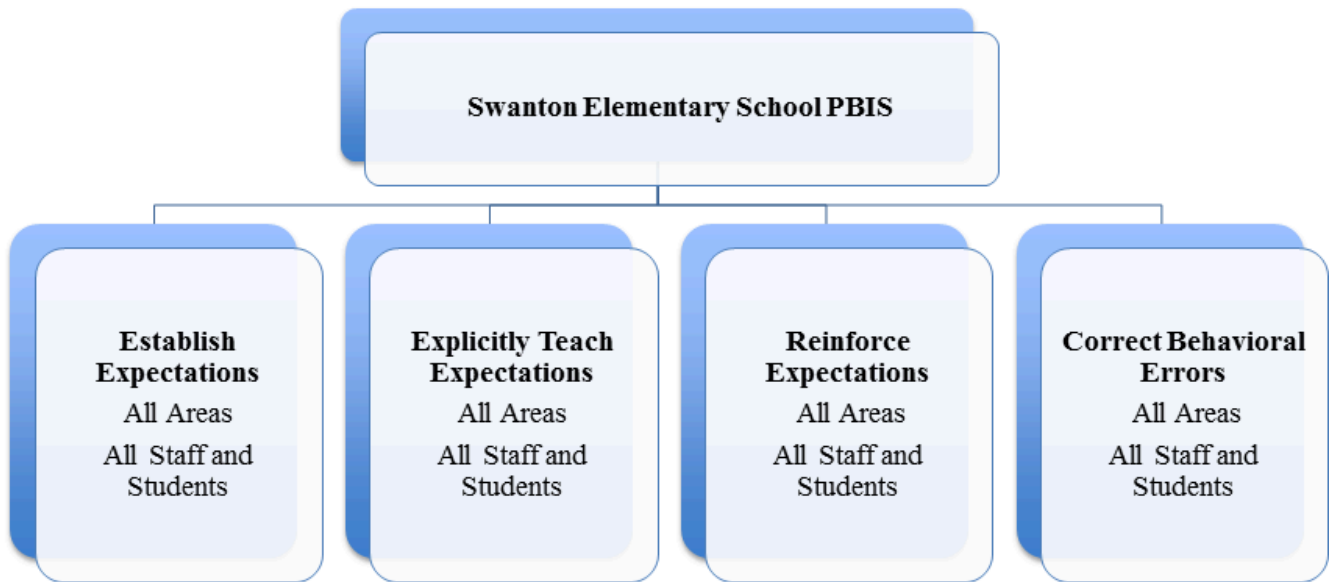 Swanton Elementary School PBIS
Establish
Expectations
All Areas
All Staff and
Students
Explicitly Teach
Expectations
All Areas
All Staff and
Students
Reinforce
Expectations
All Areas
All Staff and
Students
Correct Behavioral
Errors
All Areas
All Staff and
Students